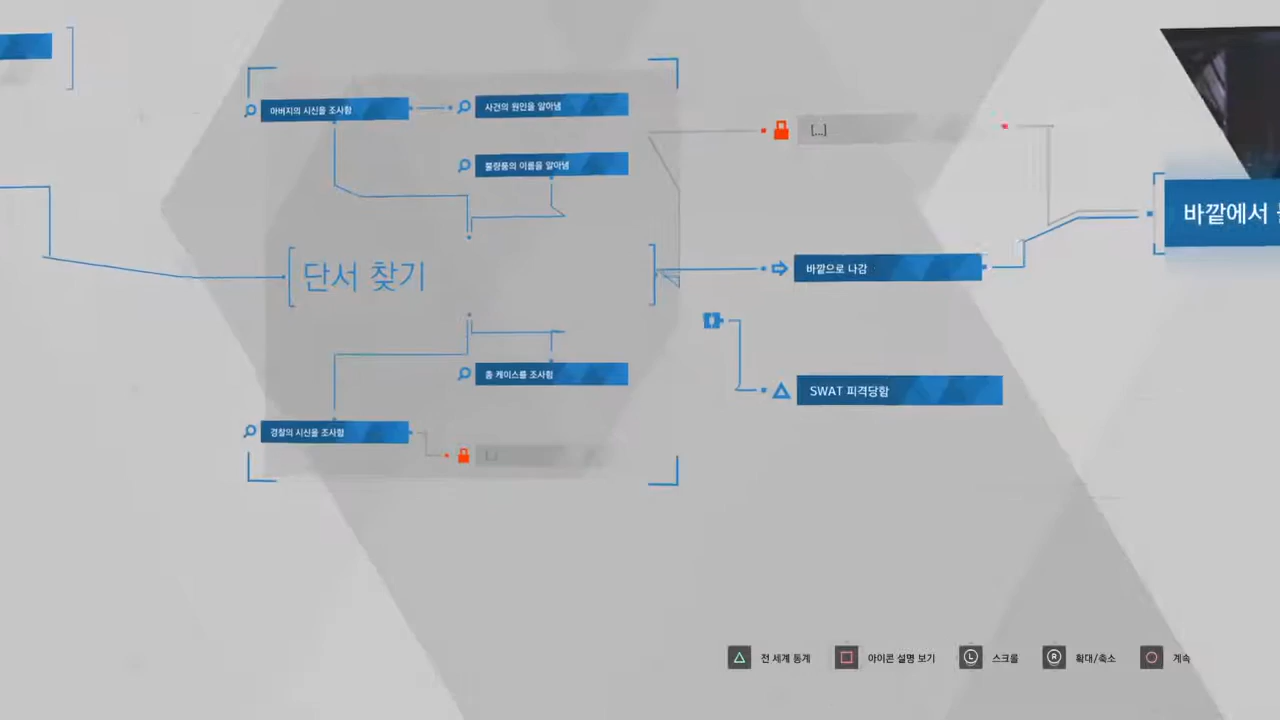 아버지의 시신을 조사함
사건의 원인을 알아냄
불량품의 이름을 알아냄
[...]
바깥에서
단서 찾기
바깥으로 나감
총 케이스를 조사함
SWAT 피격당함
경찰의 시신을 조사함
[...]
전 세계 통계
아이콘 설명 보기
L
스크롤
R
확대/축소
계속